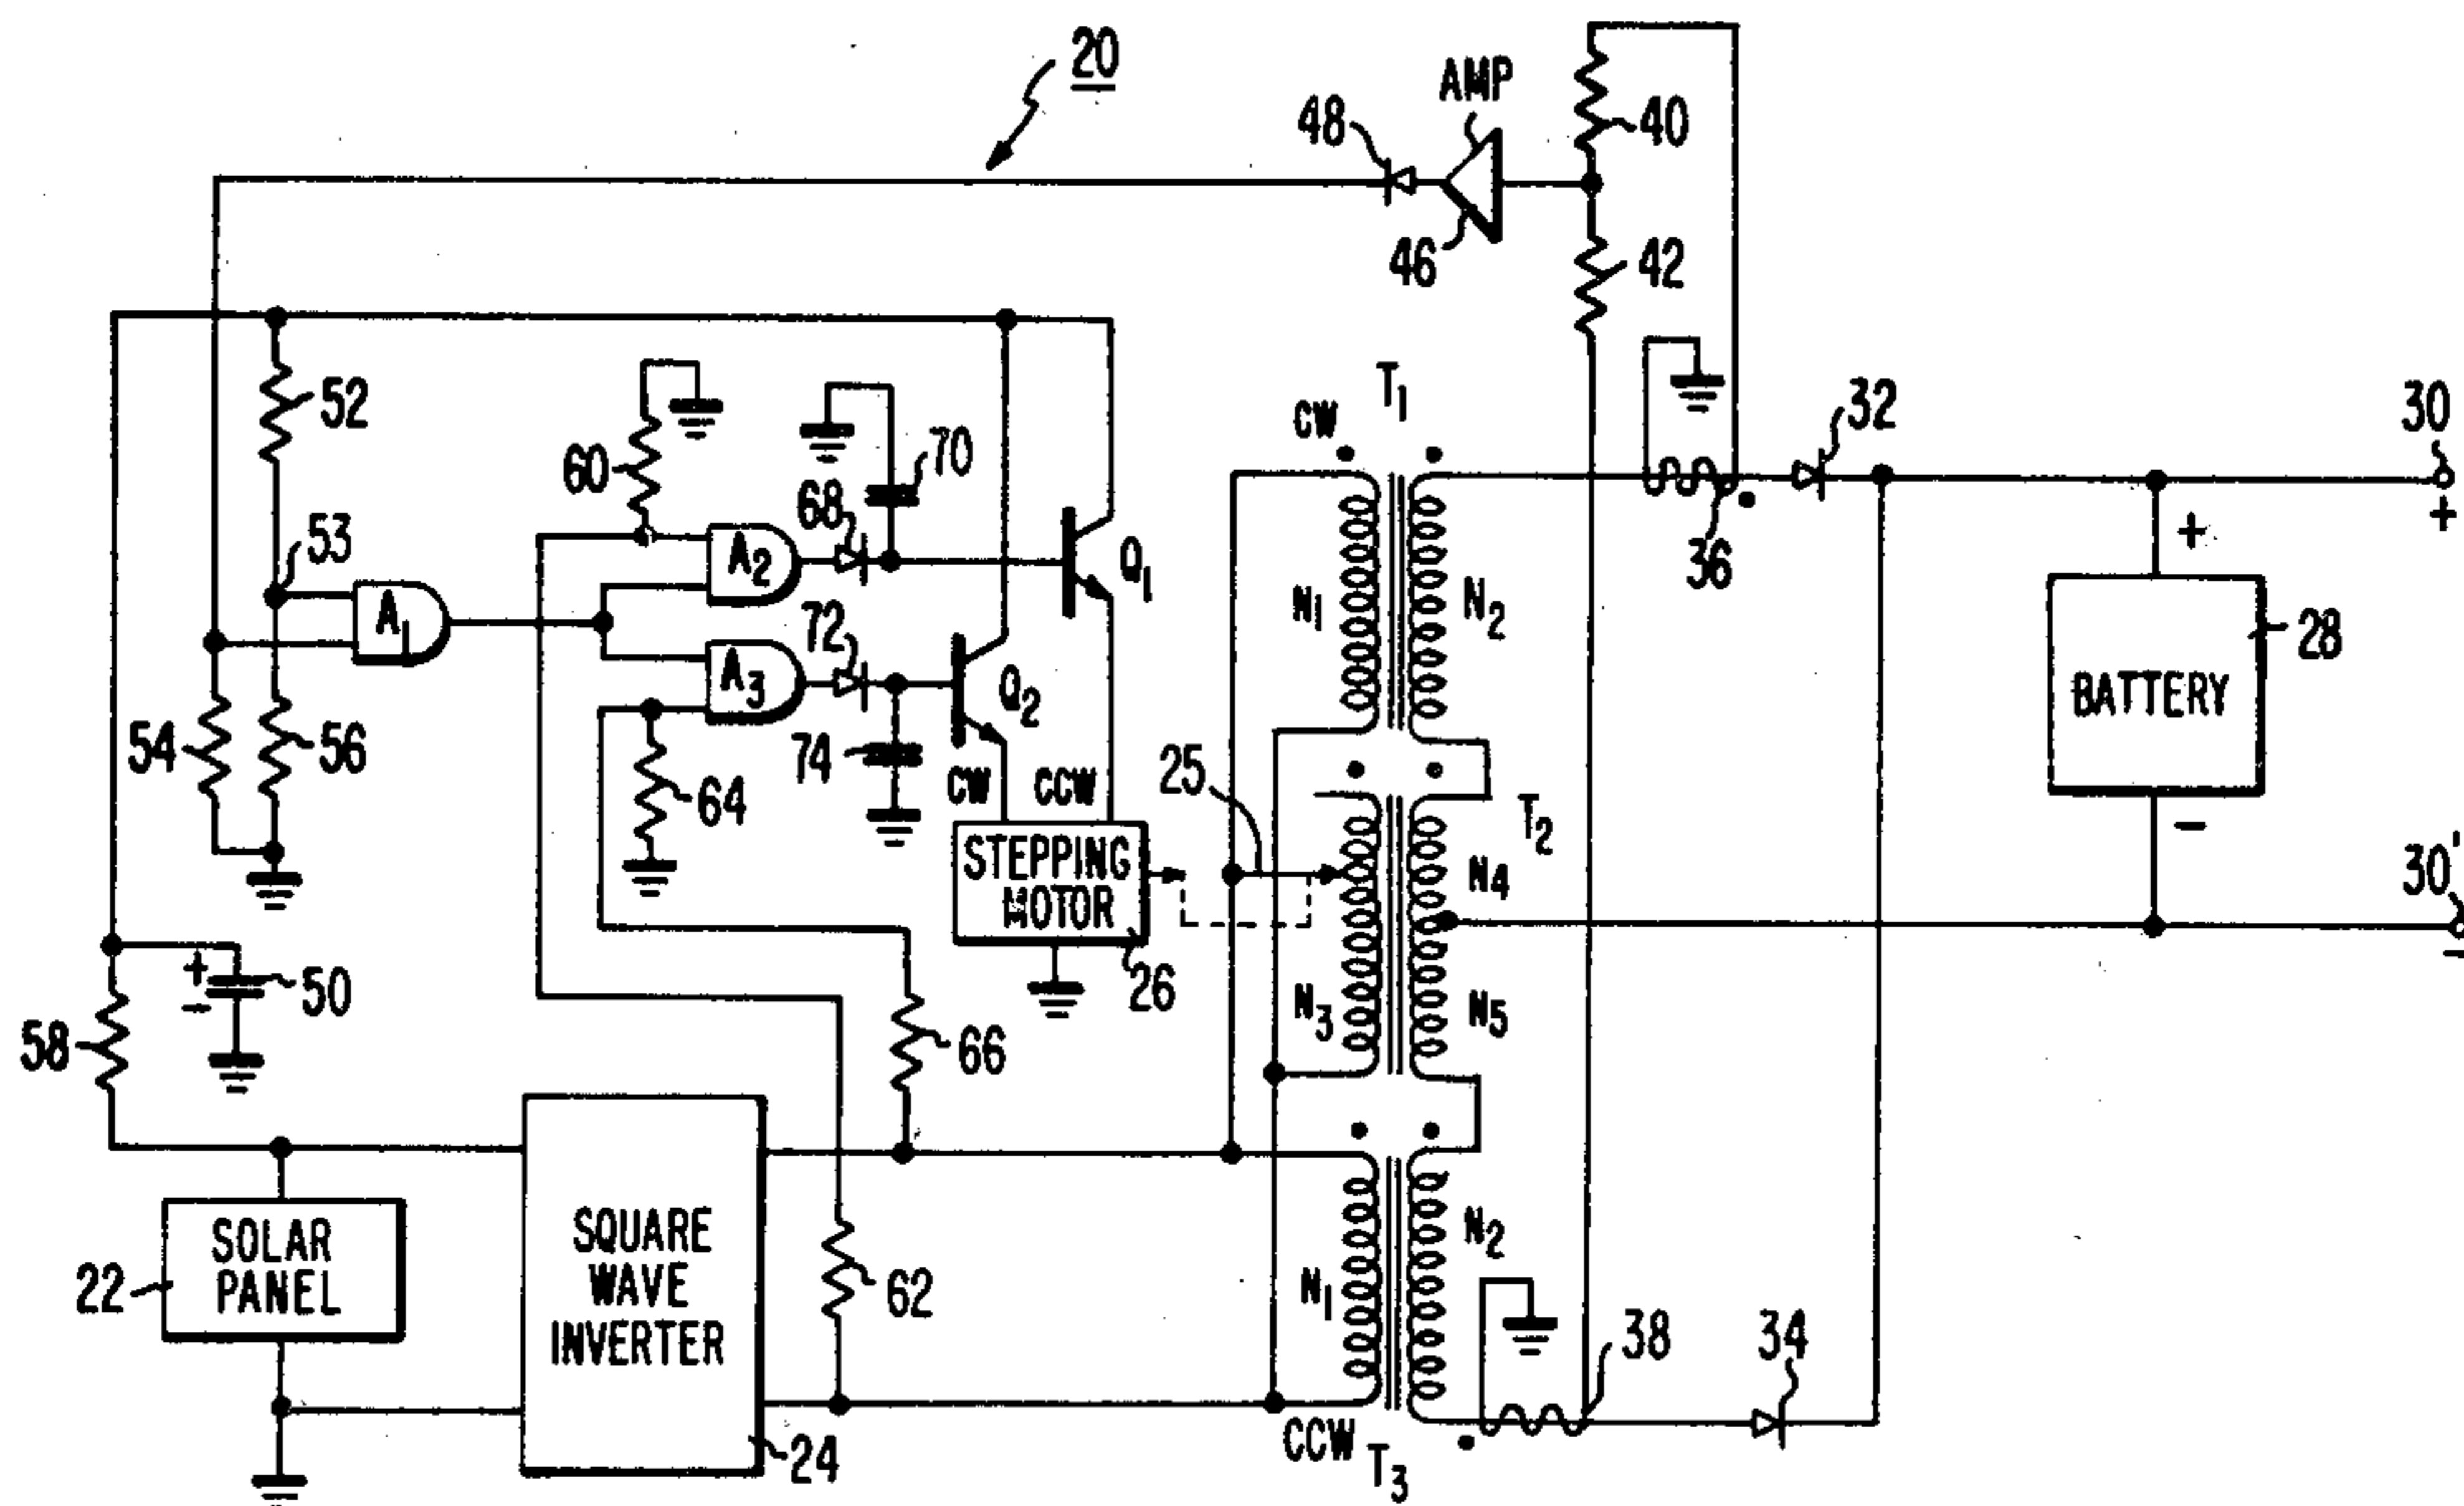 20
AMP
48
40
46
42
52
60
70
68
53
A1
A2
Q1
72
A3
Q2
54
56
64
74
CW
CCW
25
STEPPING
MOTOR
26
T1
CW
N1
N2
36
32
30
+
+
BATTERY
28
-
30'
-
T2
N4
N3
N5
+
-
50
58
66
SOLAR
PANEL
22
SQUARE
WAVE
INVERTER
24
62
N1
N2
38
34
CCW
T3